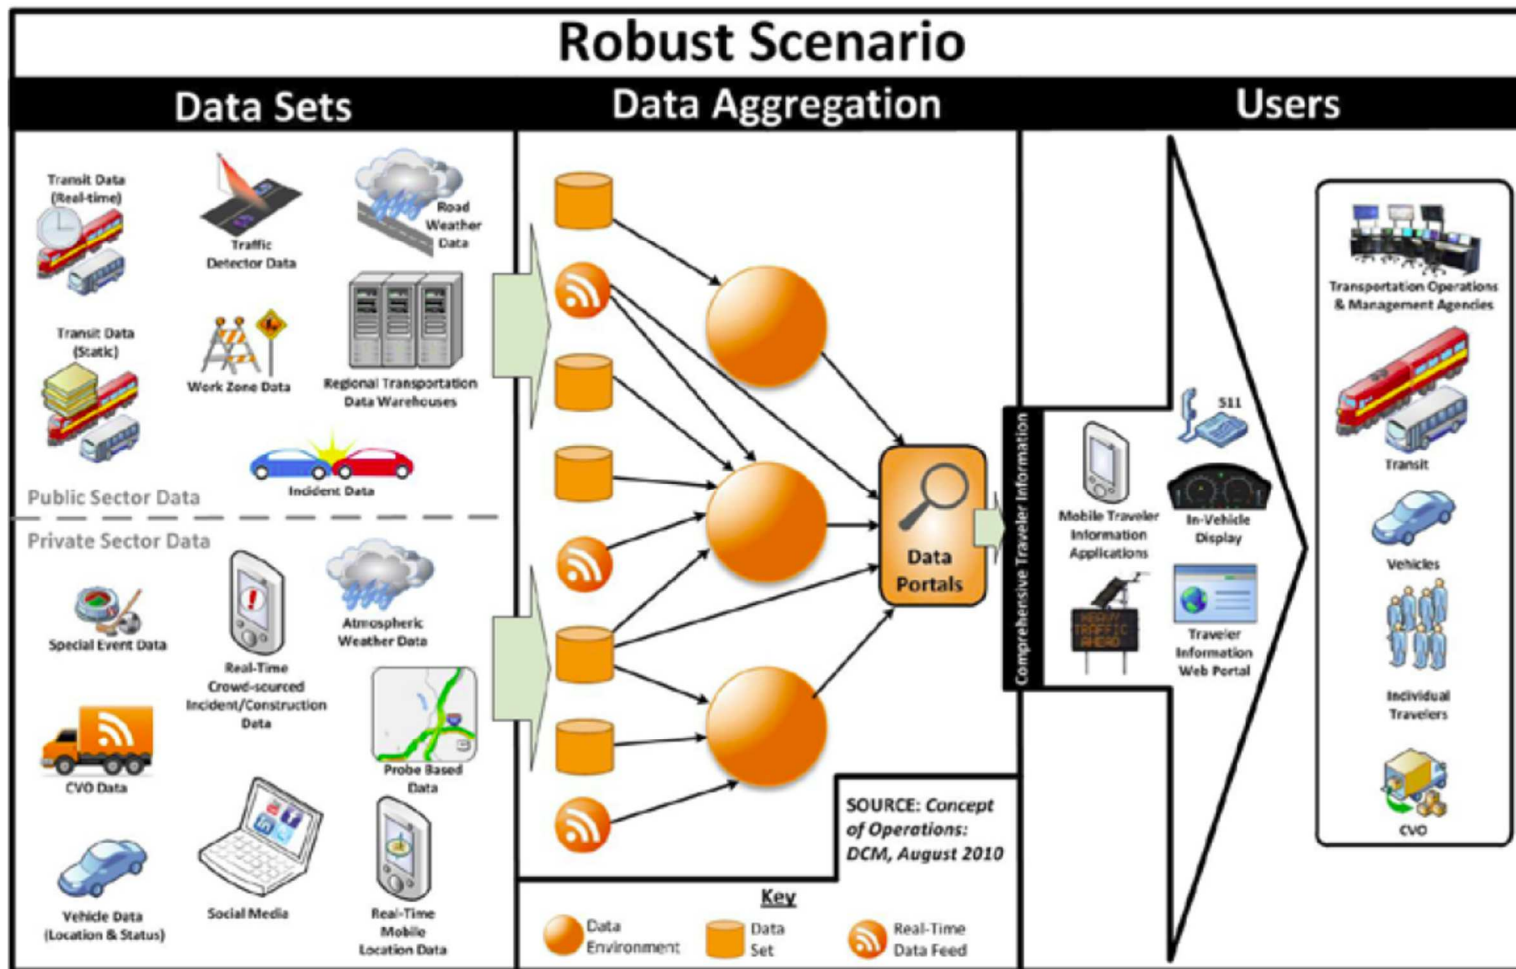 Robust Scenario
Data Sets
Data Aggregation
Users
Transit Data
(Real-time)
Traffic
Detector Data
Road
Weather
Data
Transit Data
(Static)
Work Zone Data
Regional Transportation
Data Warehouses
Incident Data
Public Sector Data
Private Sector Data
Special Event Data
Real-Time
Crowd-sourced
Incident/Construction
Data
Atmospheric
Weather Data
CVO Data
Probe Based
Data
Vehicle Data
(Location & Status)
Social Media
Real-Time
Mobile
Location Data
Data
Portals
SOURCE: Concept
of Operations:
DCM, August 2010
Key
Data
Environment
Data
Set
Real-Time
Data Feed
Comprehensive Traveler Information
511
Mobile Traveler
Information
Applications
In-Vehicle
Display
HEAVY
TRAFFIC
AHEAD
Traveler
Information
Web Portal
Transportation Operations
& Management Agencies
Transit
Vehicles
Individual
Travelers
CVO